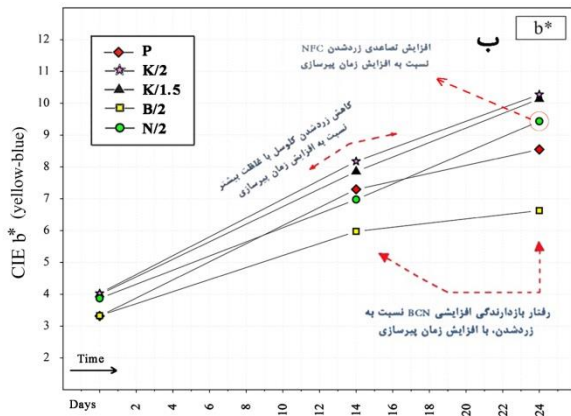 ب
b*
12
11
10
9
8
7
6
5
4
3
2
CIE b* (yellow-blue)
P
K/2
K/1.5
B/2
N/2
افزایش تصاعدی زردشدن NFC
نسبت به افزایش زمان پیرسازی
کاهش زردشدن کلوسل با غلظت بیشتر
نسبت به افزایش زمان پیرسازی
رفتار بازدارندگی افزایشی BCN نسبت به
زردشدن، با افزایش زمان پیرسازی
Time
Days
2
4
6
8
10
12
14
16
18
20
22
24